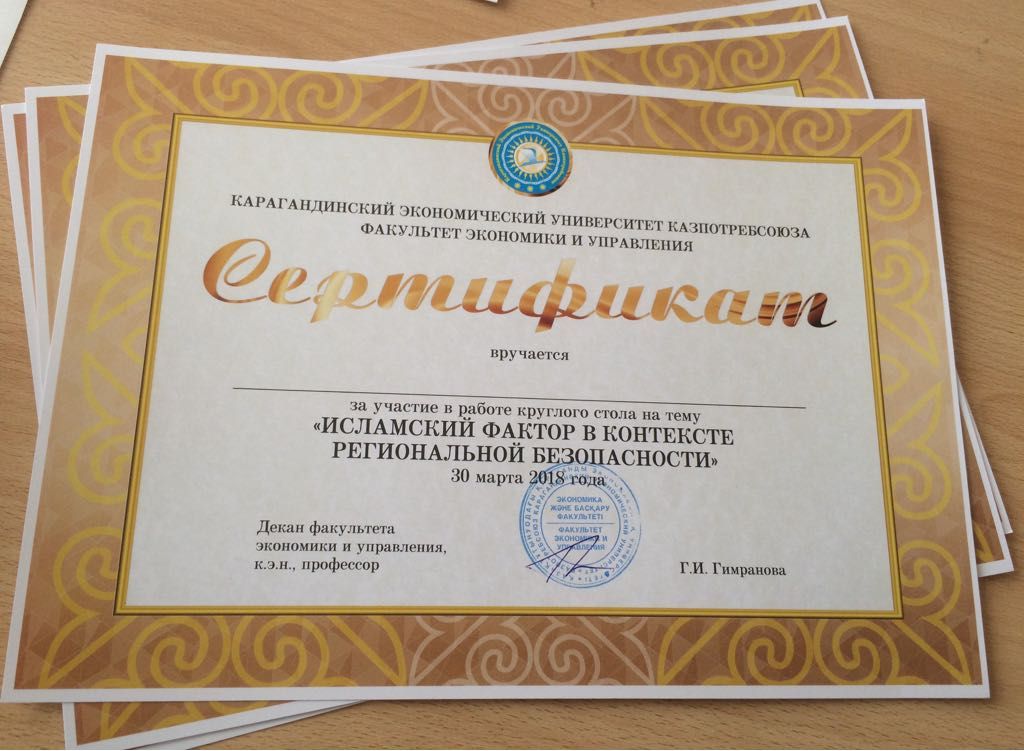 КАРАГАНДИНСКИЙ ЭКОНОМИЧЕСКИЙ УНИВЕРСИТЕТ КАЗПОТРЕБСОЮЗА
ФАКУЛЬТЕТ ЭКОНОМИКИ И УПРАВЛЕНИЯ
Сертификат
вручается
за участие в работе круглого стола на тему
«ИСЛАМСКИЙ ФАКТОР В КОНТЕКСТЕ
РЕГИОНАЛЬНОЙ БЕЗОПАСНОСТИ»
30 марта 2018 года
ЭКОНОМИКА
ЖӘНЕ БАСҚАРУ
ФАКУЛЬТЕТІ
ФАКУЛЬТЕТ
ЭКОНОМИКИ И
УПРАВЛЕНИЯ
Декан факультета
экономики и управления,
к.э.н., профессор
Г.И. Гимранова